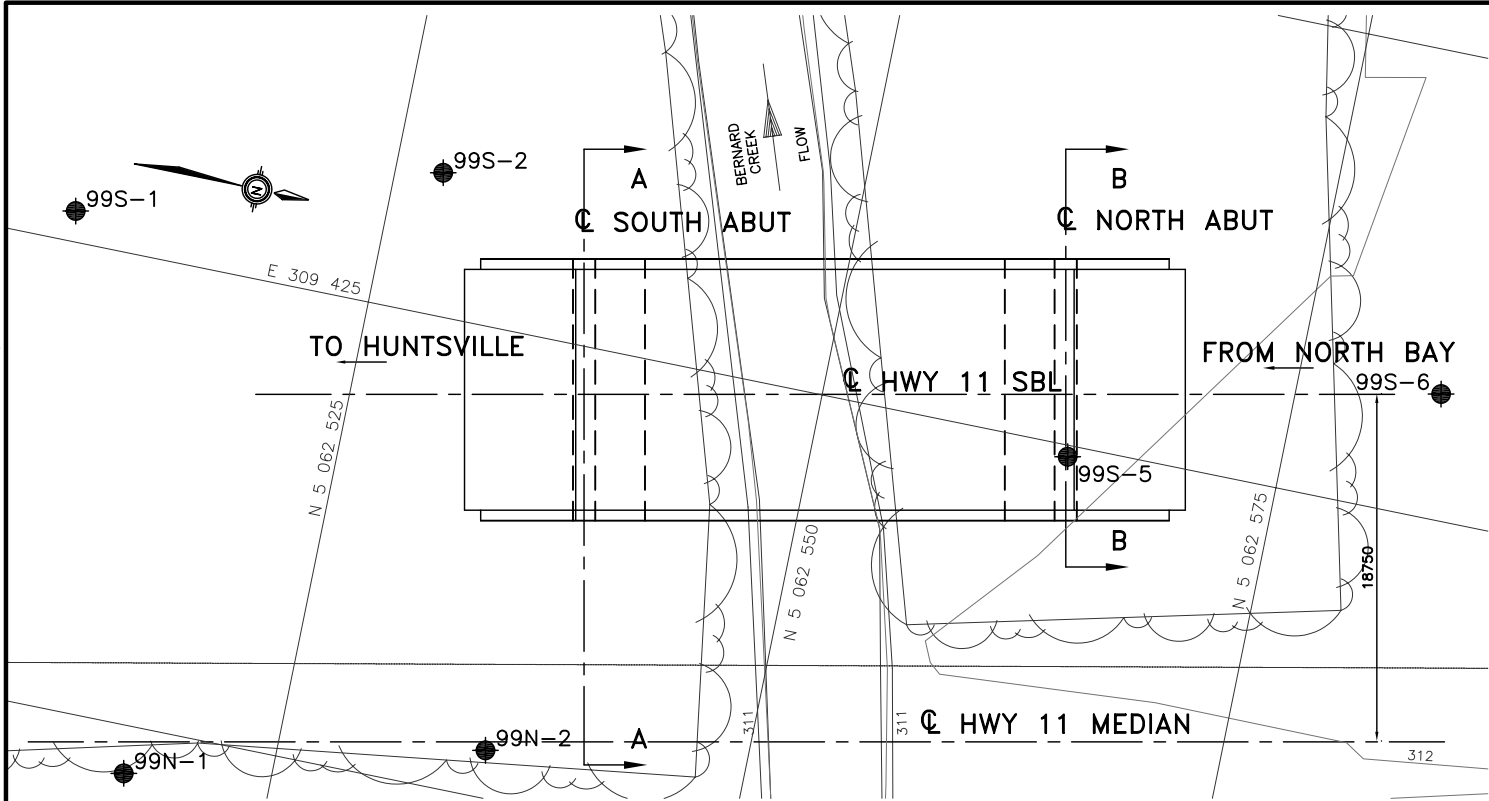 BERNARD
CREEK
FLOW
99S-2
99S-1
N
A
B
℄ SOUTH ABUT
℄ NORTH ABUT
E 309 425
TO HUNTSVILLE
FROM NORTH BAY
℄ HWY 11 SBL
99S-6
N 5 062 525
99S-5
N 5 062 550
N 5 062 575
B
18750
311
311
℄ HWY 11 MEDIAN
99N-2
A
99N-1
312